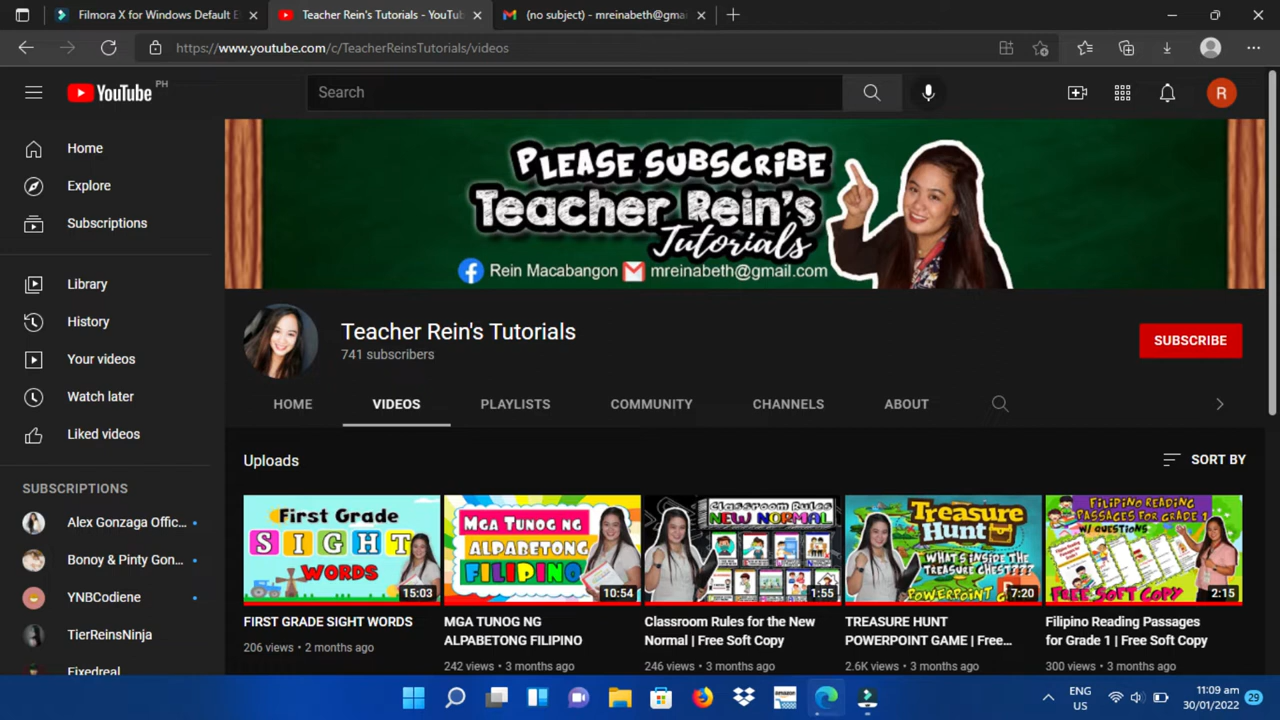 Filmora X for Windows Default E
Teacher Rein's Tutorials - YouTub
(no subject) - mreinabeth@gmai
https://www.youtube.com/c/TeacherReinsTutorials/videos
YouTube PH
Search
R
Home
Explore
Subscriptions
Library
History
Your videos
Watch later
Liked videos
SUBSCRIPTIONS
Alex Gonzaga Offic...
Bonoy & Pinty Gon...
YNBCodiene
TierReinsNinja
Fixedreal
PLEASE SUBSCRIBE
Teacher Rein's
Tutorials
Rein Macabangon mreinabeth@gmail.com
Teacher Rein's Tutorials
741 subscribers
SUBSCRIBE
HOME VIDEOS PLAYLISTS COMMUNITY CHANNELS ABOUT
Uploads
SORT BY
First Grade
SIGHT
WORDS
15:03
FIRST GRADE SIGHT WORDS
206 views • 2 months ago
MGA TUNOG NG
ALPABETONG
FILIPINO
10:54
MGA TUNOG NG
ALPABETONG FILIPINO
242 views • 3 months ago
Classroom Rules
NEW NORMAL
1:55
Classroom Rules for the New
Normal | Free Soft Copy
246 views • 3 months ago
Treasure
Hunt
WHAT'S INSIDE THE
TREASURE CHEST???
POWERPOINT GAME
7:20
TREASURE HUNT
POWERPOINT GAME | Free...
2.6K views • 3 months ago
FILIPINO READING
PASSAGES FOR GRADE 1
W/ QUESTIONS
FREE SOFT COPY
2:15
Filipino Reading Passages
for Grade 1 | Free Soft Copy
300 views • 3 months ago
amazon
ENG
US
11:09 am
30/01/2022
29